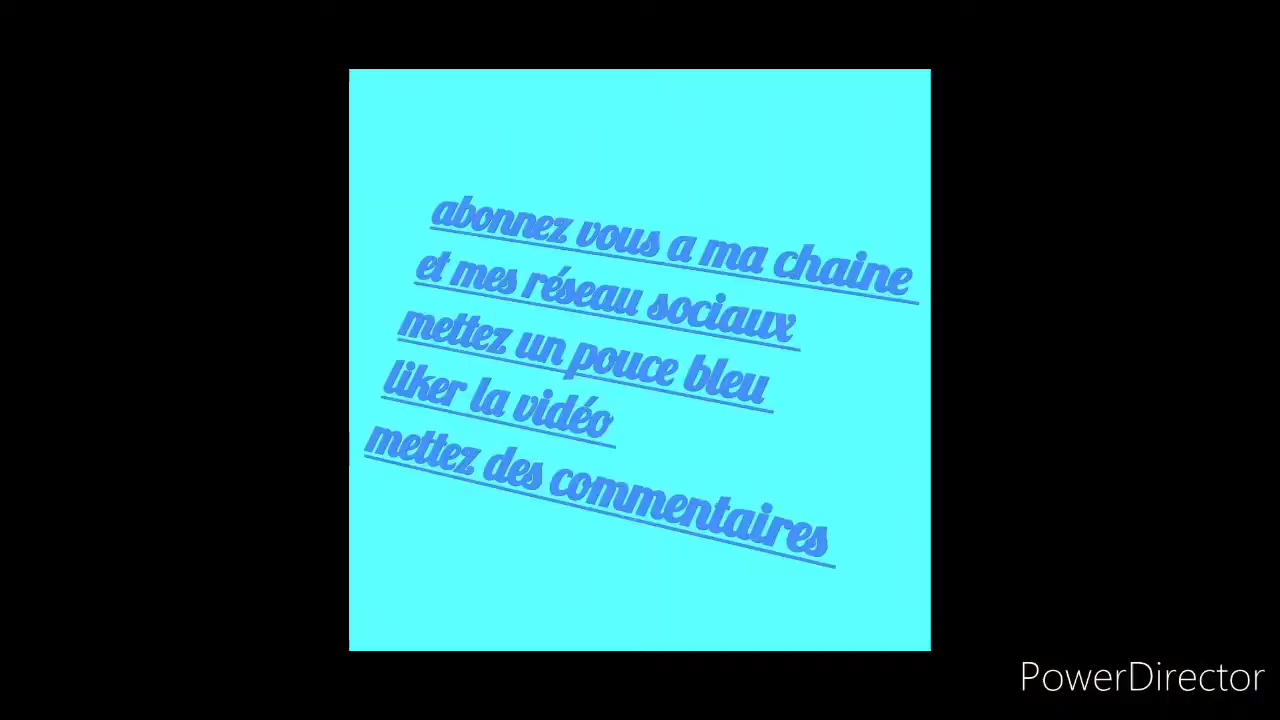 abonnez vous a ma chaine
et mes réseau sociaux
mettez un pouce bleu
liker la vidéo
mettez des commentaires
PowerDirector